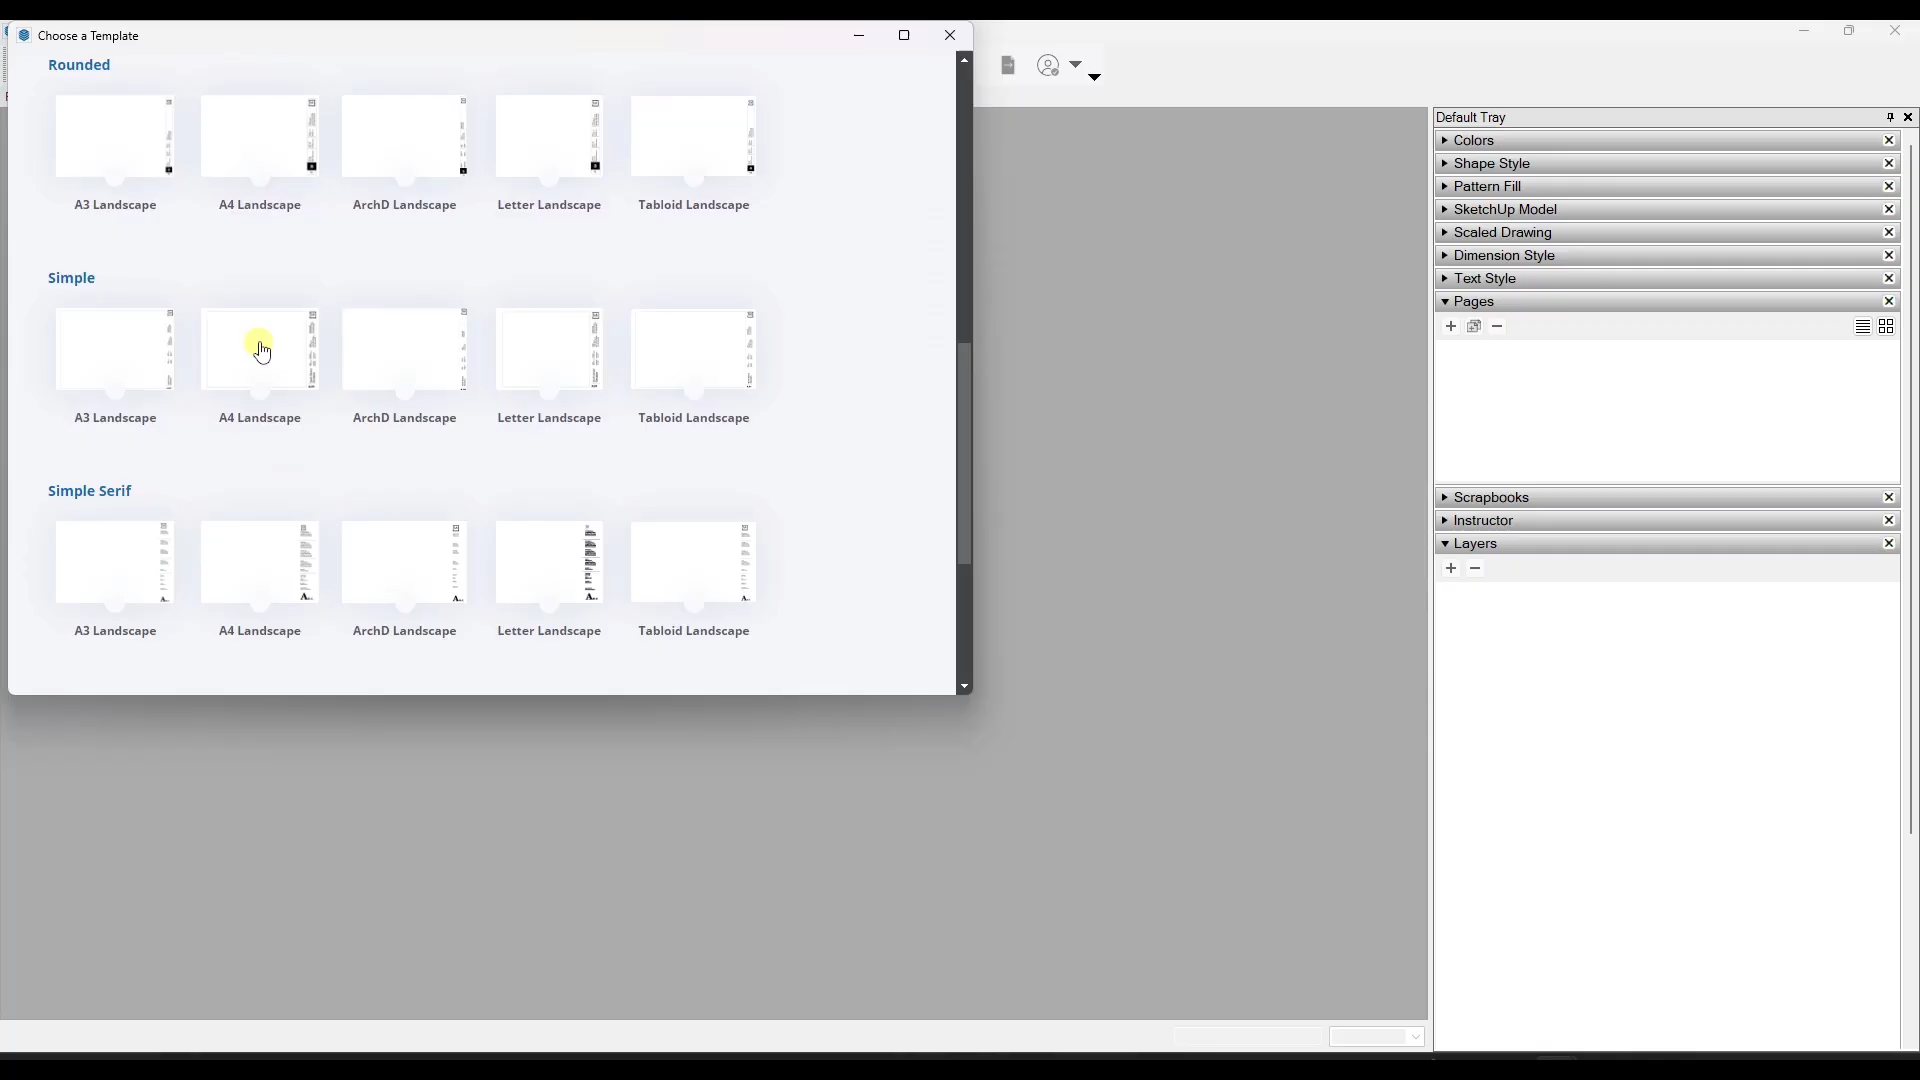 Choose a Template
Rounded
A3 Landscape
A4 Landscape
ArchD Landscape
Letter Landscape
Tabloid Landscape
Simple
A3 Landscape
A4 Landscape
ArchD Landscape
Letter Landscape
Tabloid Landscape
Simple Serif
A3 Landscape
A4 Landscape
ArchD Landscape
Letter Landscape
Tabloid Landscape
Default Tray
Colors
Shape Style
Pattern Fill
SketchUp Model
Scaled Drawing
Dimension Style
Text Style
Pages
Scrapbooks
Instructor
Layers